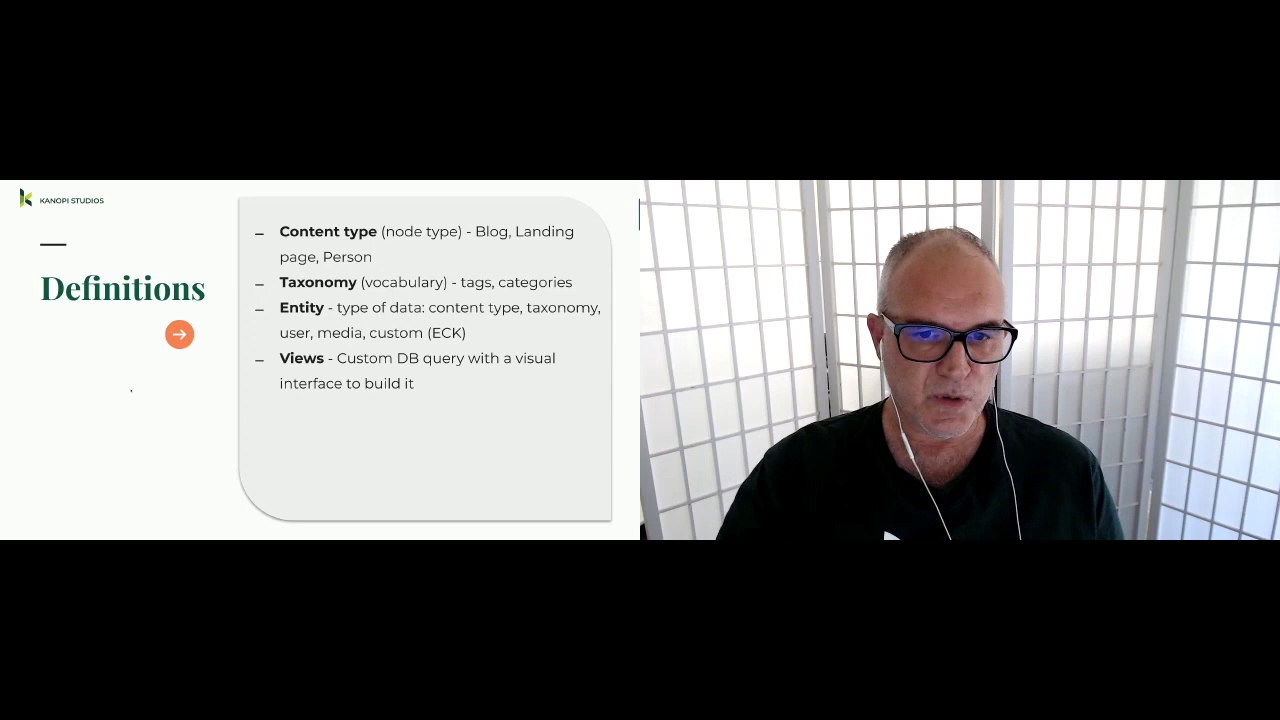 KANOPI STUDIOS
Definitions
– Content type (node type) - Blog, Landing
page, Person
– Taxonomy (vocabulary) - tags, categories
– Entity - type of data: content type, taxonomy,
user, media, custom (ECK)
– Views - Custom DB query with a visual
interface to build it